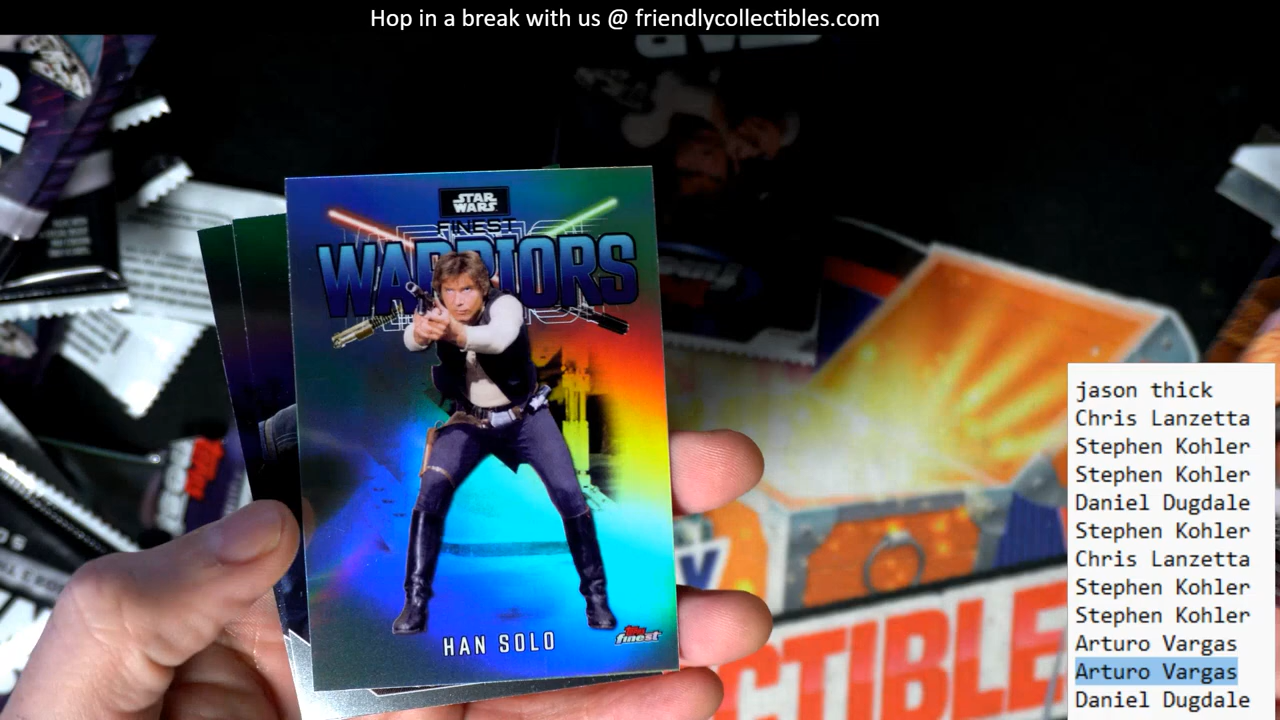 Hop in a break with us @ friendlycollectibles.com
STAR
WARS
FINEST
WARRIORS
HAN SOLO
Topps
finest
CTIBLE
jason thick
Chris Lanzetta
Stephen Kohler
Stephen Kohler
Daniel Dugdale
Stephen Kohler
Chris Lanzetta
Stephen Kohler
Stephen Kohler
Arturo Vargas
Arturo Vargas
Daniel Dugdale